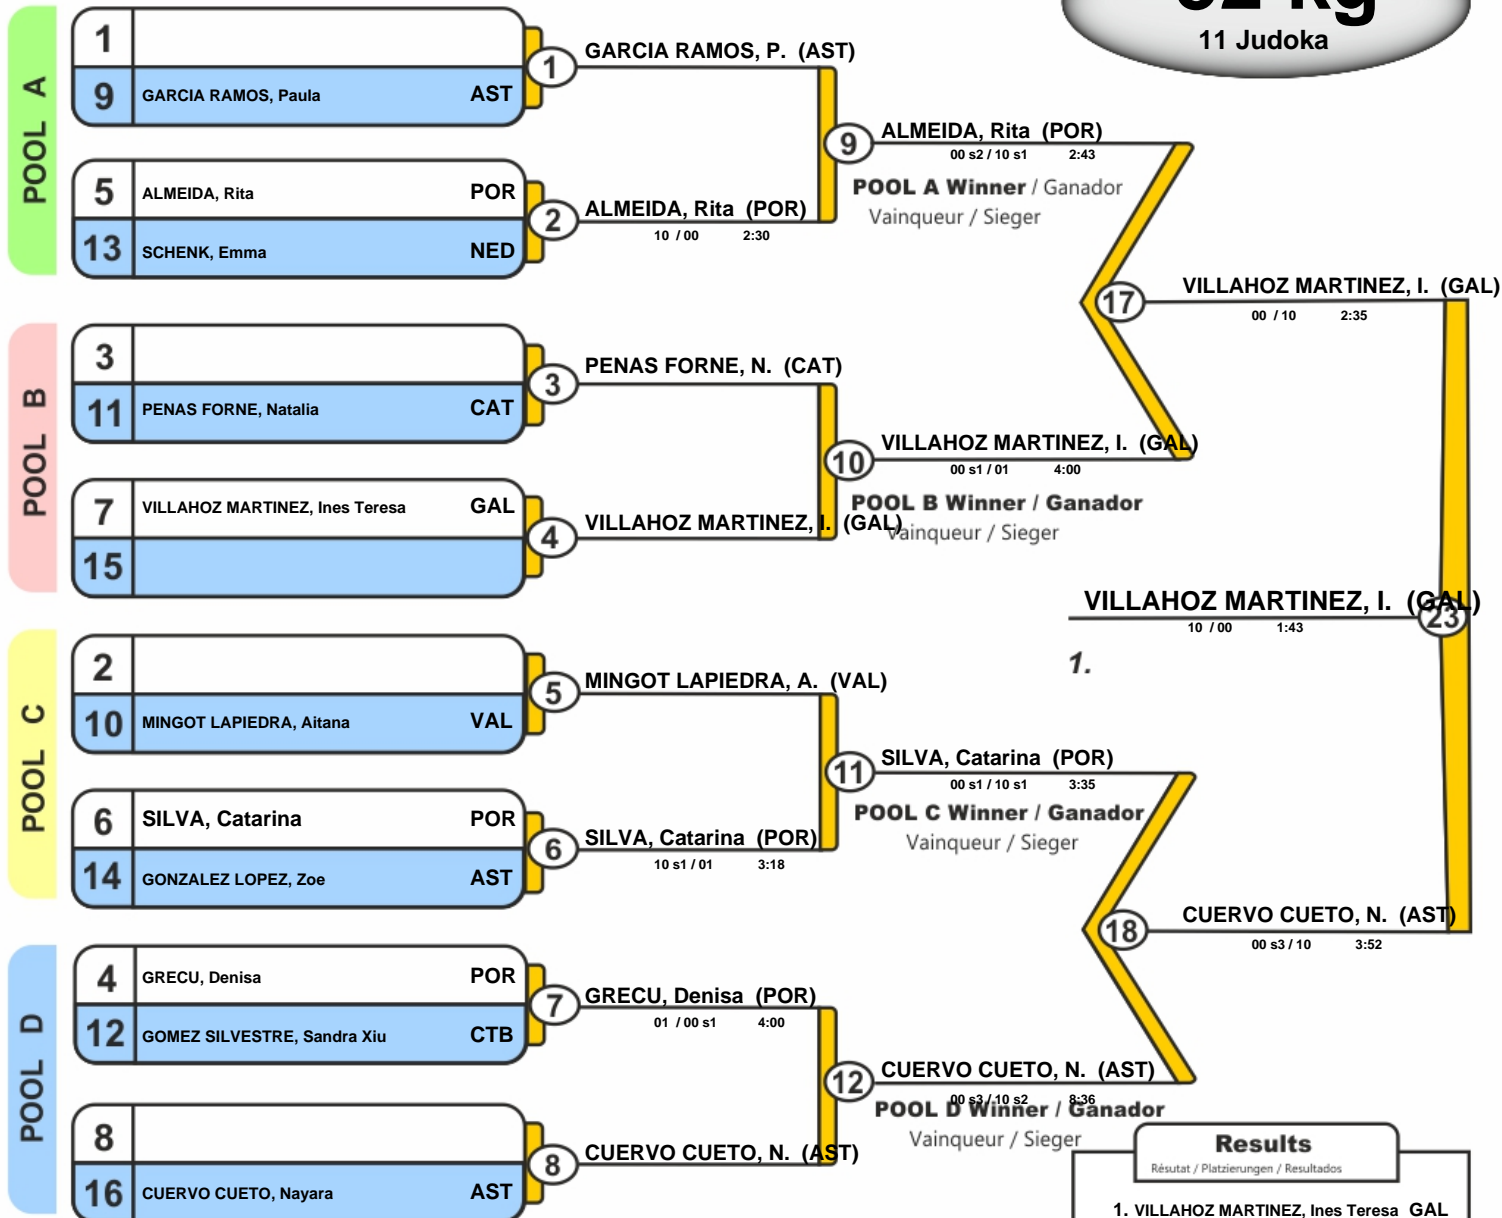 52 kg
11 Judoka
POOL A
1
9 GARCIA RAMOS, Paula AST
5 ALMEIDA, Rita POR
13 SCHENK, Emma NED
1 GARCIA RAMOS, P. (AST)
2 ALMEIDA, Rita (POR)
10 / 00 2:30
9 ALMEIDA, Rita (POR)
00 s2 / 10 s1 2:43
POOL A Winner / Ganador
Vainqueur / Sieger
POOL B
3
11 PENAS FORNE, Natalia CAT
7 VILLAHOZ MARTINEZ, Ines Teresa GAL
15
3 PENAS FORNE, N. (CAT)
4 VILLAHOZ MARTINEZ, I. (GAL)
10 VILLAHOZ MARTINEZ, I. (GAL)
00 s1 / 01 4:00
POOL B Winner / Ganador
Vainqueur / Sieger
17 VILLAHOZ MARTINEZ, I. (GAL)
00 / 10 2:35
VILLAHOZ MARTINEZ, I. (GAL)
23
10 / 00 1:43
1.
POOL C
2
10 MINGOT LAPIEDRA, Aitana VAL
6 SILVA, Catarina POR
14 GONZALEZ LOPEZ, Zoe AST
5 MINGOT LAPIEDRA, A. (VAL)
6 SILVA, Catarina (POR)
10 s1 / 01 3:18
11 SILVA, Catarina (POR)
00 s1 / 10 s1 3:35
POOL C Winner / Ganador
Vainqueur / Sieger
18 CUERVO CUETO, N. (AST)
00 s3 / 10 3:52
POOL D
4 GRECU, Denisa POR
12 GOMEZ SILVESTRE, Sandra Xiu CTB
8
16 CUERVO CUETO, Nayara AST
7 GRECU, Denisa (POR)
01 / 00 s1 4:00
8 CUERVO CUETO, N. (AST)
12 CUERVO CUETO, N. (AST)
00 s3 / 10 s2 8:36
POOL D Winner / Ganador
Vainqueur / Sieger
Results
Résutat / Platzierungen / Resultados
1. VILLAHOZ MARTINEZ, Ines Teresa GAL